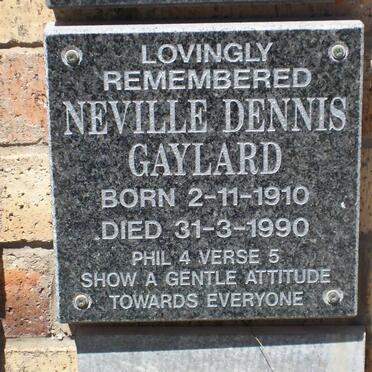 LOVINGLY
REMEMBERED
NEVILLE DENNIS
GAYLARD
BORN 2-11-1910
DIED 31-3-1990
PHIL 4 VERSE 5
SHOW A GENTLE ATTITUDE
TOWARDS EVERYONE